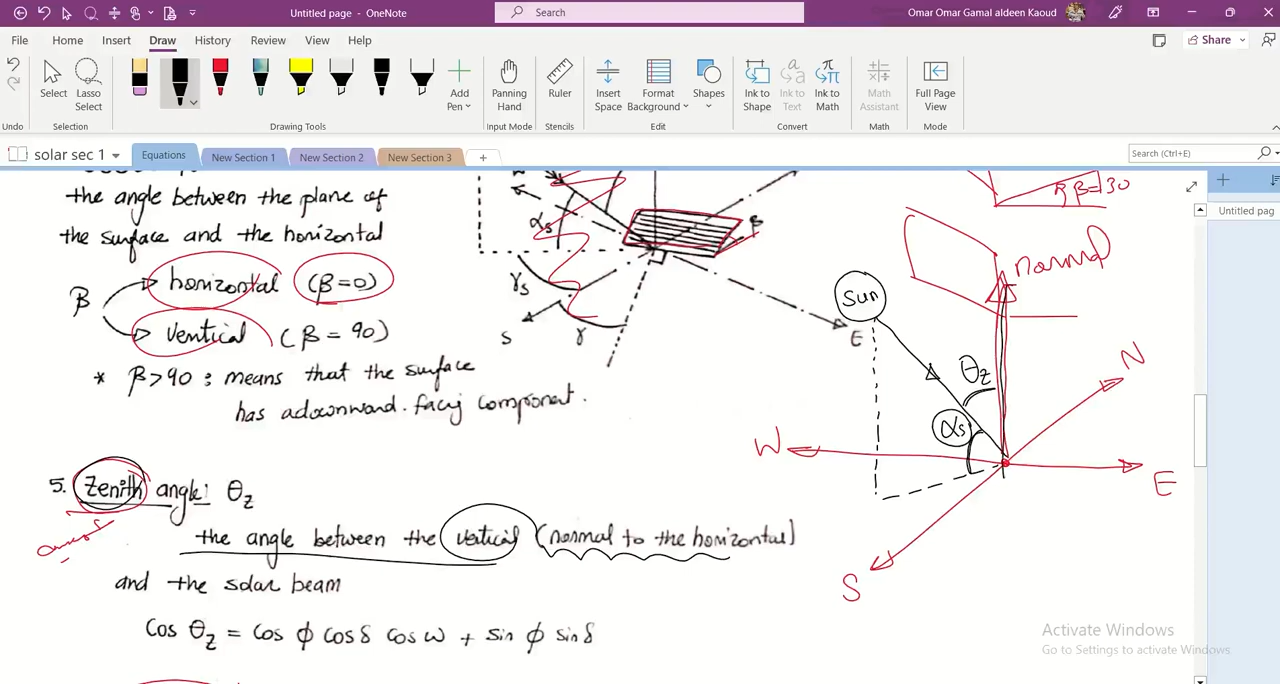 Untitled page - OneNote
Search
Omar Omar Gamal aldeen Kaoud
File Home Insert Draw History Review View Help
Share
Select
Lasso Select
Add Pen
Panning Hand
Ruler
Insert Space
Format Background
Shapes
Ink to Shape
Ink to Text
Ink to Math
Math Assistant
Full Page View
Undo
Selection
Drawing Tools
Input Mode
Stencils
Edit
Convert
Math
Mode
solar sec 1
Equations
New Section 1
New Section 2
New Section 3
Search (Ctrl+E)
Untitled pag
the angle between the plane of
the surface and the horizontal
β
horizontal (β=0)
vertical (β = 90)
* β>90 : means that the surface
has adownward. facij component.
αs
β
γs
S
γ
E
β=30
normal
Sun
θz
αs
N
W
E
S
5. Zenith angle: θz
the angle between the vertical (normal to the horizontal)
and the solar beam
Cos θz = Cos ϕ Cos δ Cos ω + sin ϕ sin δ
Activate Windows
Go to Settings to activate Windows.